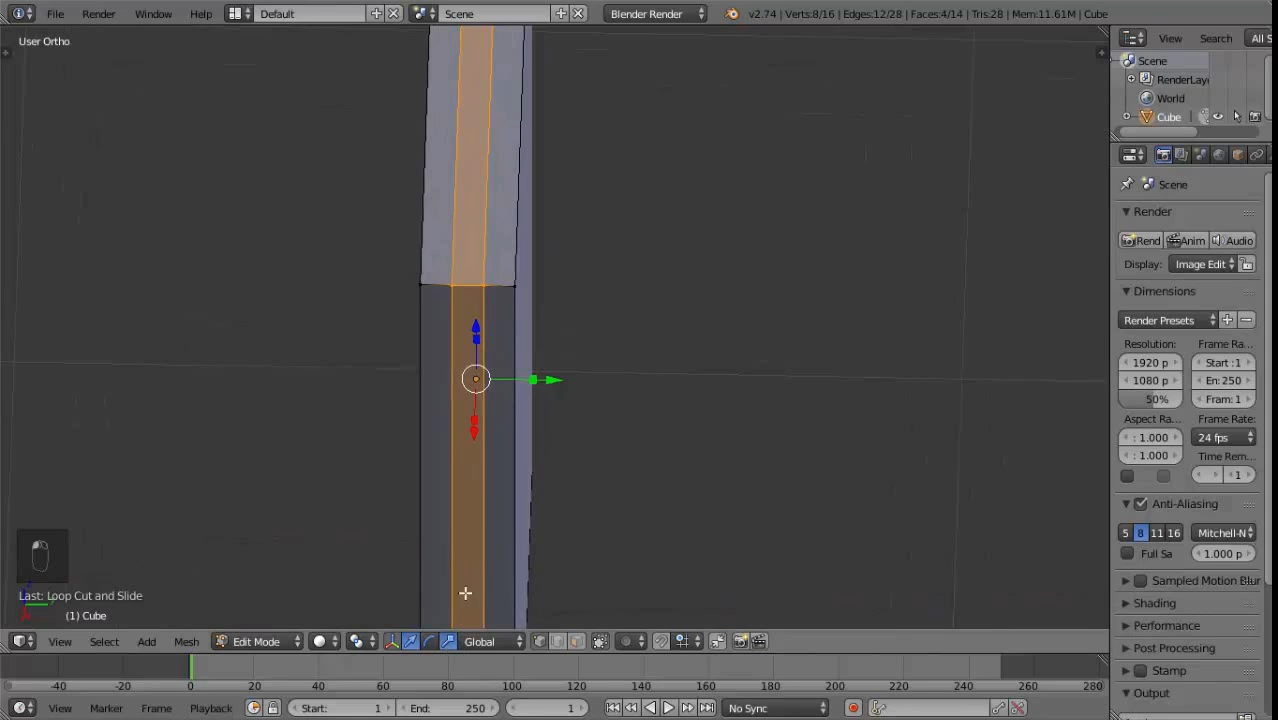 File Render Window Help Default Scene Blender Render v2.74 | Verts:8/16 | Edges:12/28 | Faces:4/14 | Tris:28 | Mem:11.61M | Cube
User Ortho
View Search All S
Scene
RenderLaye
World
Cube
Scene
Render
Rend Anim Audio
Display: Image Edit
Dimensions
Render Presets
Resolution: Frame Ra...
1920 p Start :1
1080 p En: 250
50% Fram: 1
Aspect Ra... Frame Rate:
: 1.000 24 fps
: 1.000 Time Rem...
: 1
Anti-Aliasing
5 8 11 16 Mitchell-N
Full Sa 1.000 p
Sampled Motion Blur
Shading
Performance
Post Processing
Stamp
Output
Last: Loop Cut and Slide
(1) Cube
View Select Add Mesh Edit Mode Global
-40 -20 0 20 40 60 80 100 120 140 160 180 200 220 240 260 280
View Marker Frame Playback Start: 1 End: 250 1 No Sync